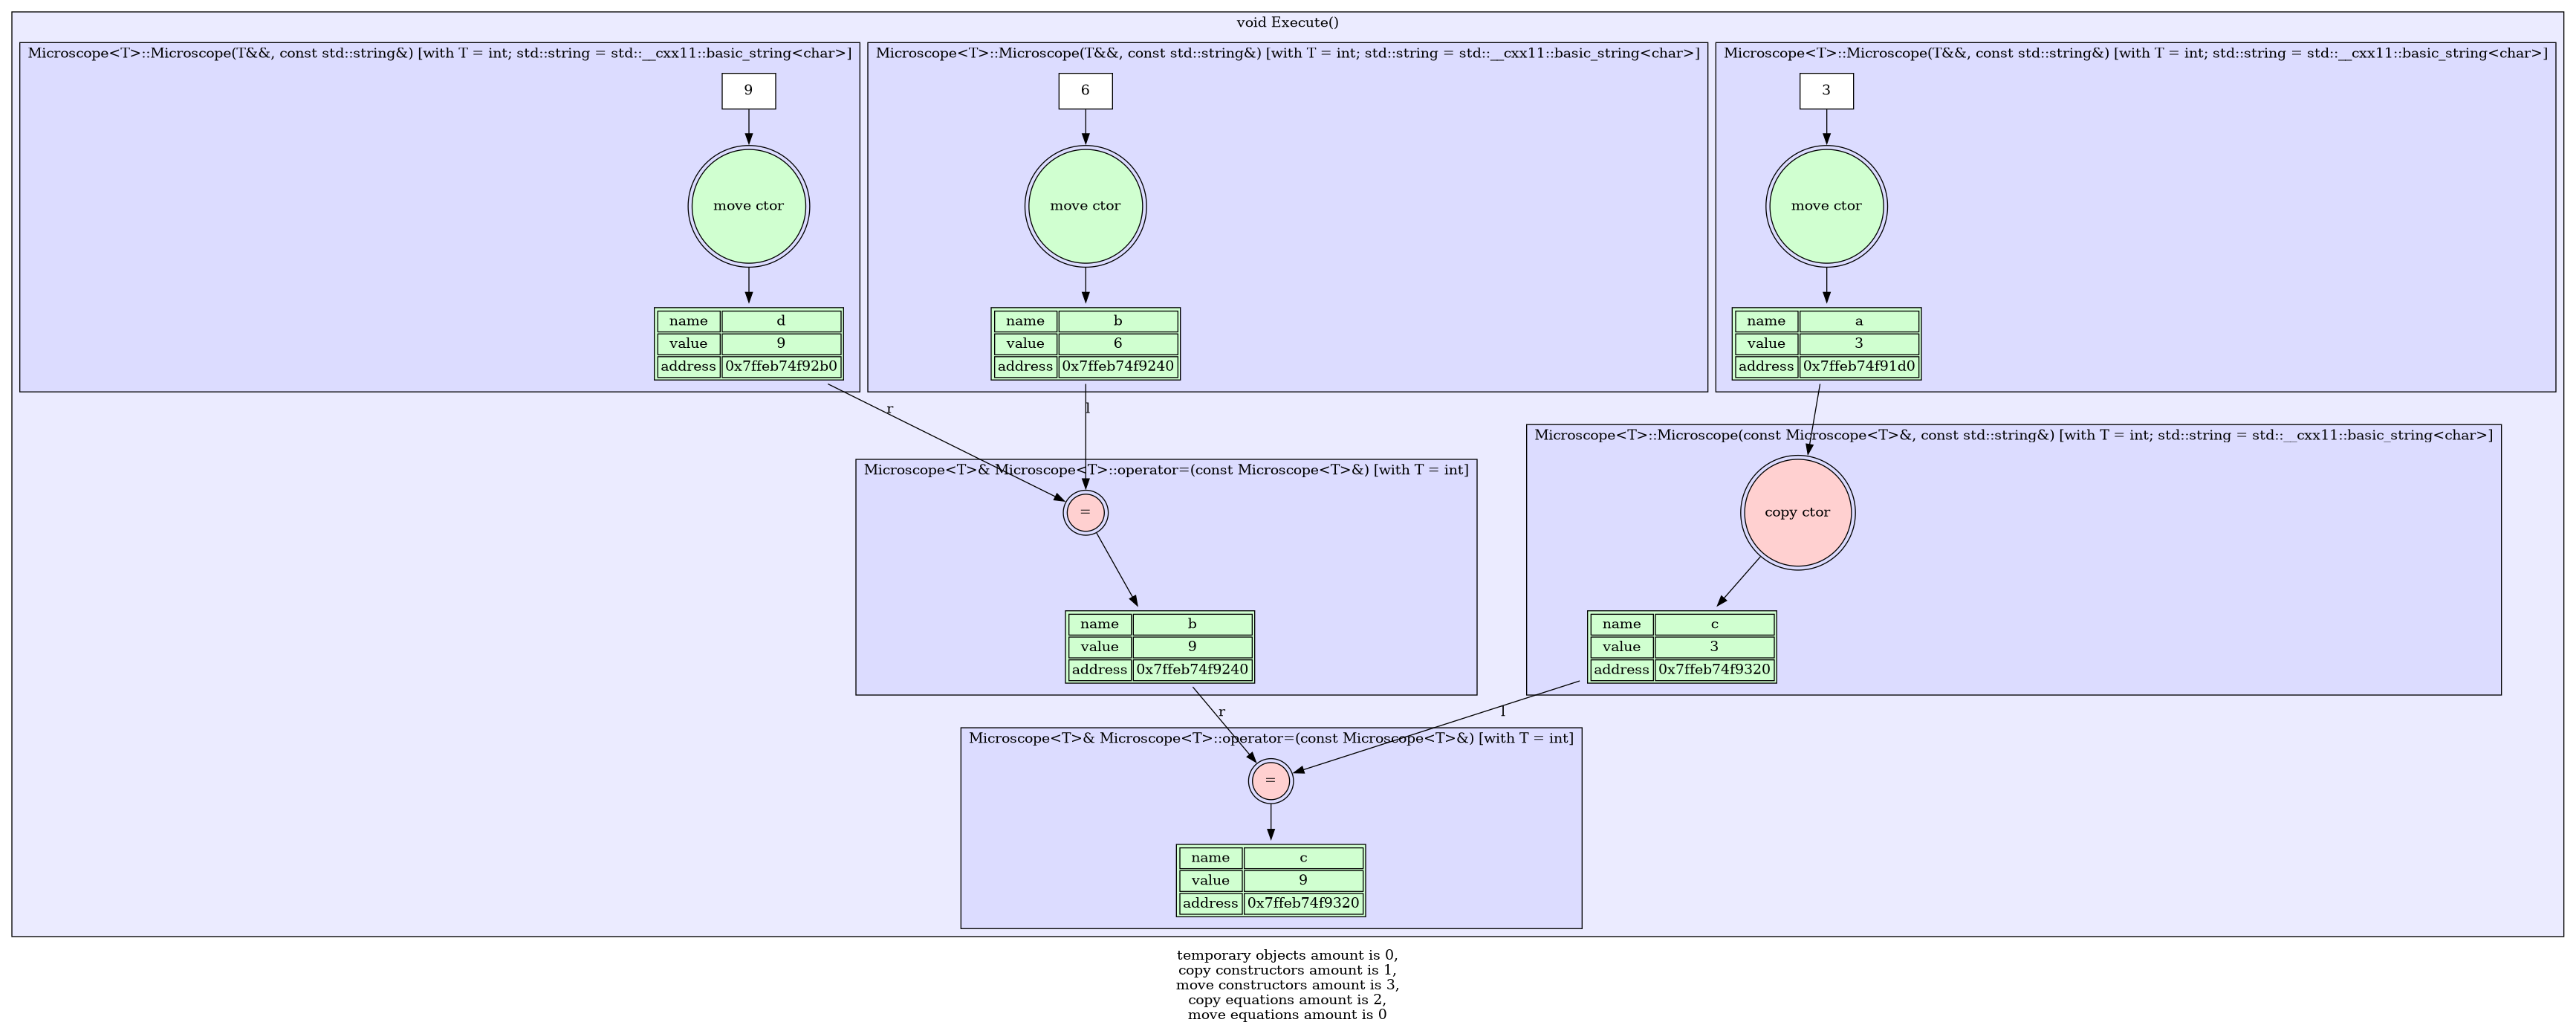 void Execute()
Microscope<T>::Microscope(T&&, const std::string&) [with T = int; std::string = std::__cxx11::basic_string<char>]
9
move ctor
name d
value 9
address 0x7ffeb74f92b0
Microscope<T>::Microscope(T&&, const std::string&) [with T = int; std::string = std::__cxx11::basic_string<char>]
6
move ctor
name b
value 6
address 0x7ffeb74f9240
Microscope<T>::Microscope(T&&, const std::string&) [with T = int; std::string = std::__cxx11::basic_string<char>]
3
move ctor
name a
value 3
address 0x7ffeb74f91d0
r
l
Microscope<T>& Microscope<T>::operator=(const Microscope<T>&) [with T = int]
=
name b
value 9
address 0x7ffeb74f9240
Microscope<T>::Microscope(const Microscope<T>&, const std::string&) [with T = int; std::string = std::__cxx11::basic_string<char>]
copy ctor
name c
value 3
address 0x7ffeb74f9320
r
l
Microscope<T>& Microscope<T>::operator=(const Microscope<T>&) [with T = int]
=
name c
value 9
address 0x7ffeb74f9320
temporary objects amount is 0,
copy constructors amount is 1,
move constructors amount is 3,
copy equations amount is 2,
move equations amount is 0